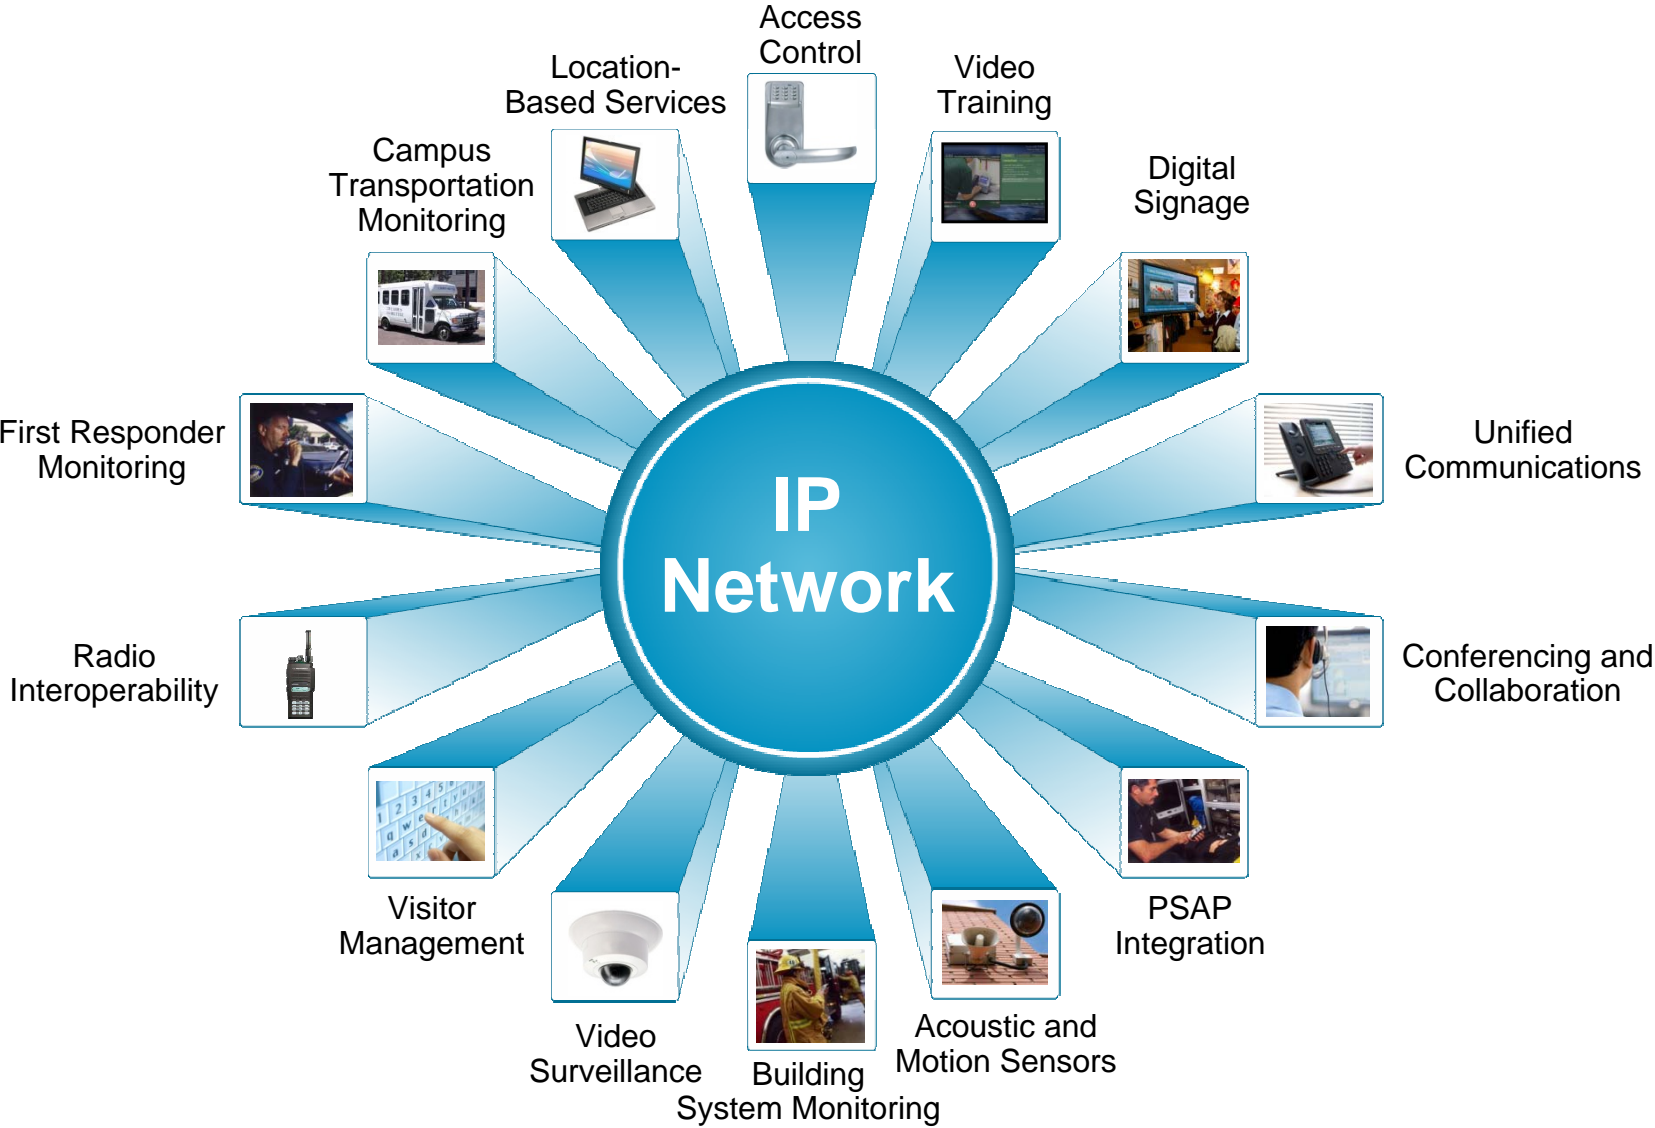 Access
Control
Location-
Based Services
Video
Training
Campus
Transportation
Monitoring
Digital
Signage
First Responder
Monitoring
Unified
Communications
IP
Network
Radio
Interoperability
Conferencing and
Collaboration
Visitor
Management
PSAP
Integration
Video
Surveillance
Acoustic and
Motion Sensors
Building
System Monitoring